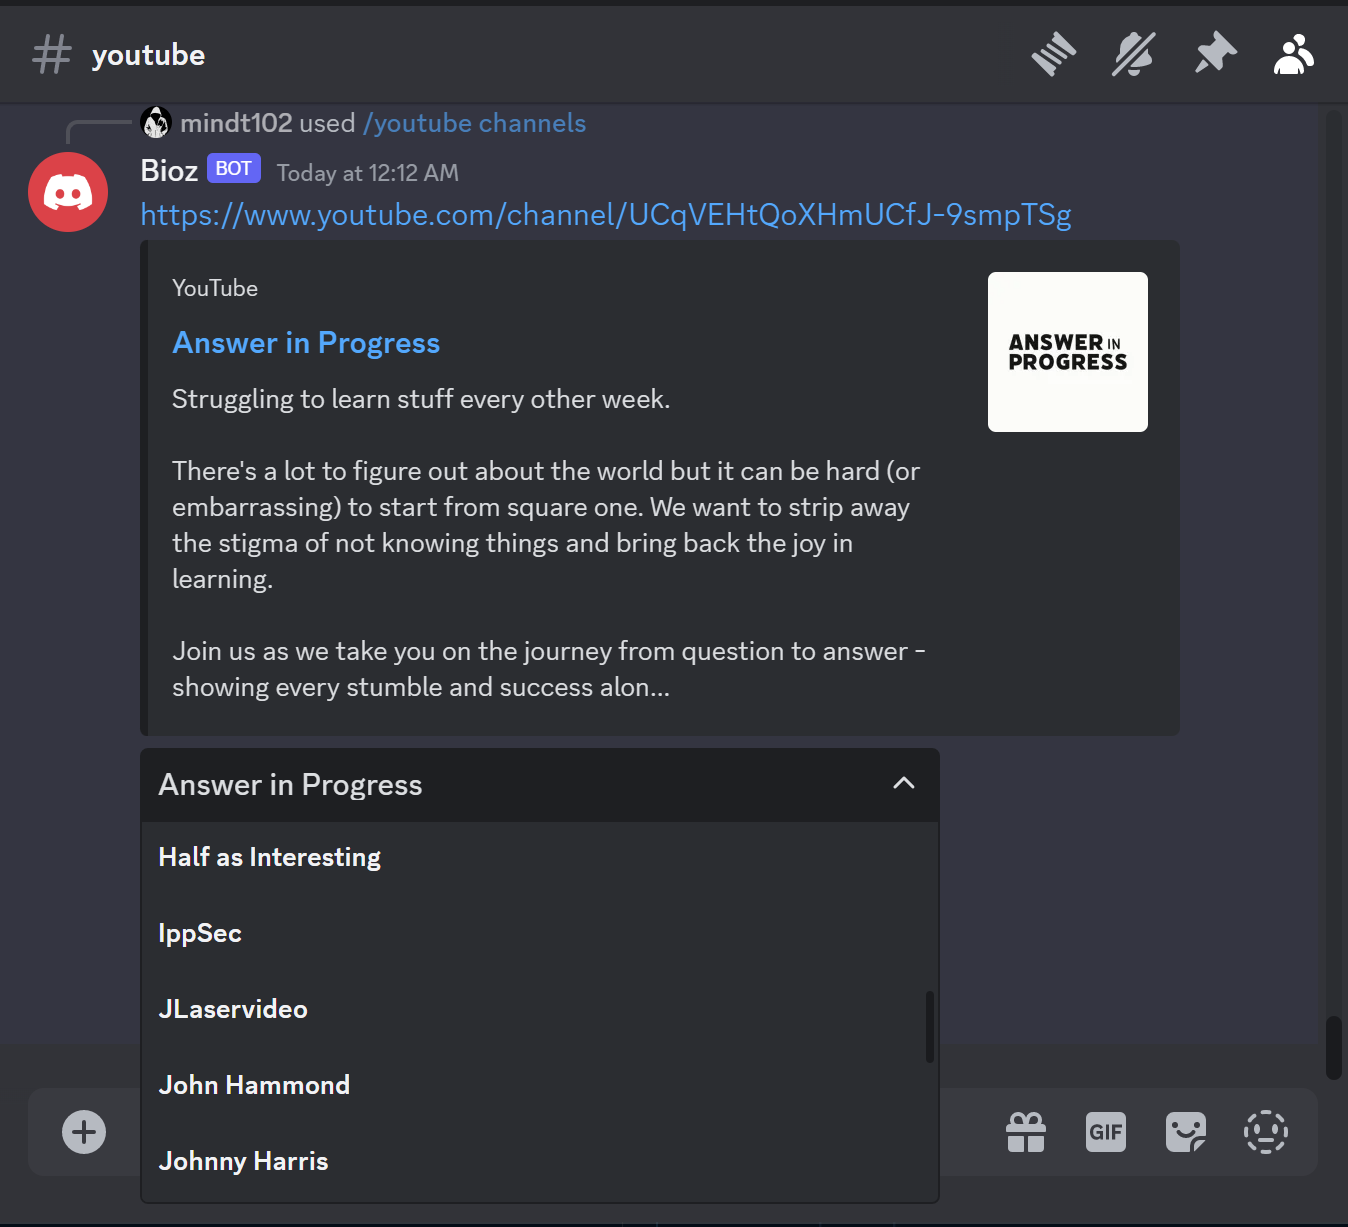 youtube
mindt102 used /youtube channels
Bioz BOT Today at 12:12 AM
https://www.youtube.com/channel/UCqVEHtQoXHmUCfJ-9smpTSg
YouTube
Answer in Progress
Struggling to learn stuff every other week.
There's a lot to figure out about the world but it can be hard (or
embarrassing) to start from square one. We want to strip away
the stigma of not knowing things and bring back the joy in
learning.
Join us as we take you on the journey from question to answer -
showing every stumble and success alon...
ANSWER IN
PROGRESS
Answer in Progress
Half as Interesting
IppSec
JLaservideo
John Hammond
Johnny Harris
GIF